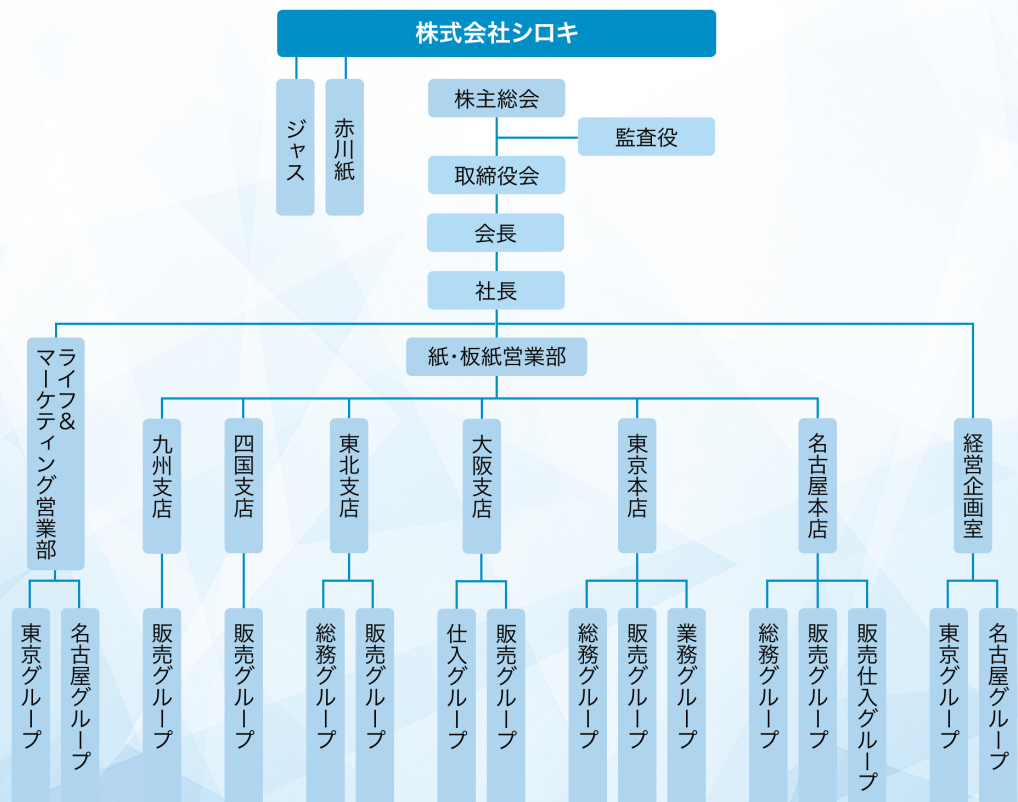 株式会社シロキ
ジャス
赤川紙
株主総会
監査役
取締役会
会長
社長
ライフ&
マーケティング営業部
紙・板紙営業部
九州支店
四国支店
東北支店
大阪支店
東京本店
名古屋本店
経営企画室
東京グループ
名古屋グループ
販売グループ
販売グループ
総務グループ
販売グループ
仕入グループ
販売グループ
総務グループ
販売グループ
業務グループ
総務グループ
販売グループ
販売仕入グループ
東京グループ
名古屋グループ